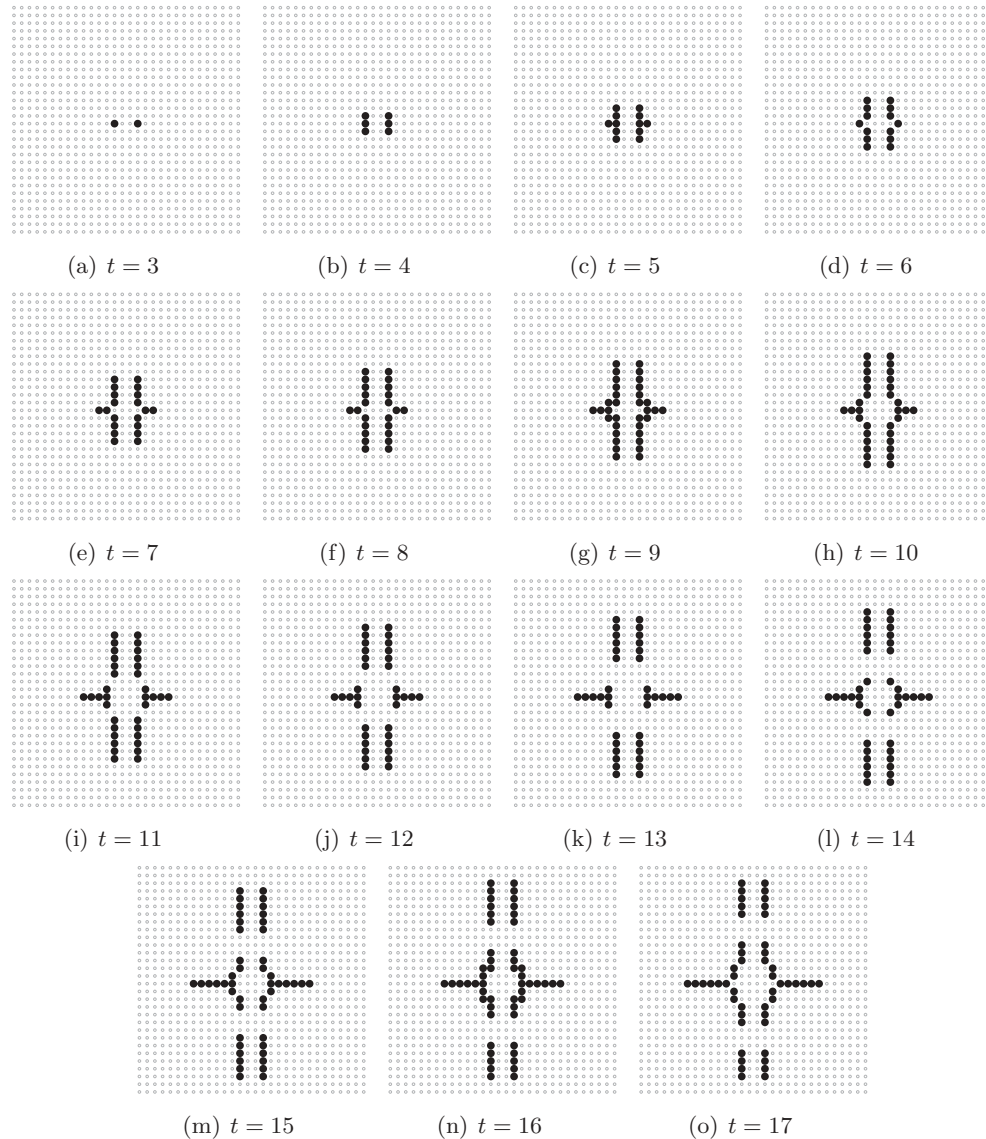 (a) t = 3
(b) t = 4
(c) t = 5
(d) t = 6
(e) t = 7
(f) t = 8
(g) t = 9
(h) t = 10
(i) t = 11
(j) t = 12
(k) t = 13
(l) t = 14
(m) t = 15
(n) t = 16
(o) t = 17